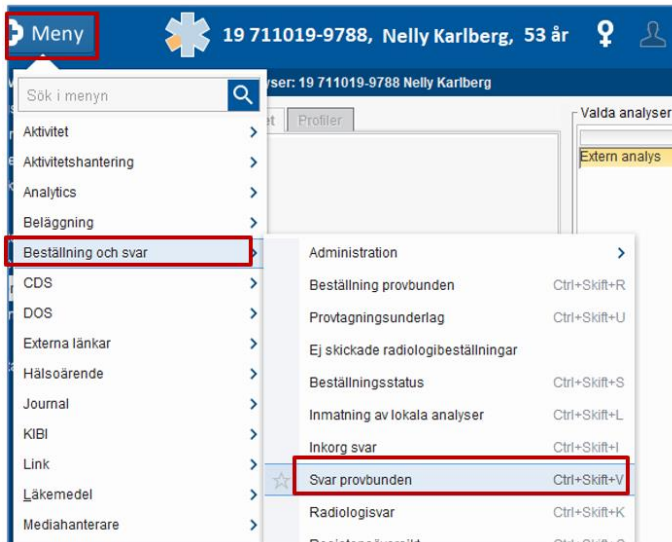 Meny
19 711019-9788, Nelly Karlberg, 53 år
Sök i menyn
yser: 19 711019-9788 Nelly Karlberg
et Profiler
Valda analyser
Extern analys
Aktivitet
Aktivitetshantering
Analytics
Beläggning
Beställning och svar
CDS
DOS
Externa länkar
Hälsoärende
Journal
KIBI
Link
Läkemedel
Mediahanterare
Administration
Beställning provbunden Ctrl+Skift+R
Provtagningsunderlag Ctrl+Skift+U
Ej skickade radiologibeställningar
Beställningsstatus Ctrl+Skift+S
Inmatning av lokala analyser Ctrl+Skift+L
Inkorg svar Ctrl+Skift+I
Svar provbunden Ctrl+Skift+V
Radiologisvar Ctrl+Skift+K